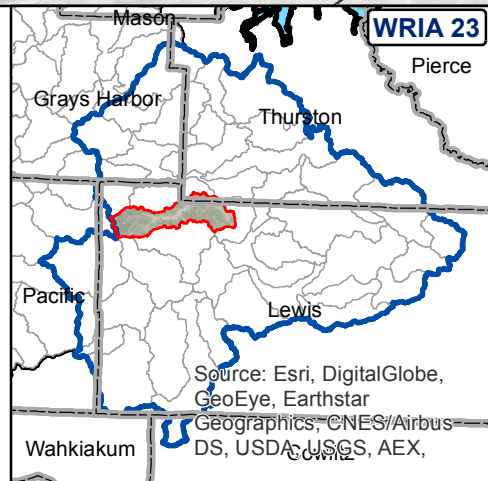 Mason
WRIA 23
Pierce
Grays Harbor
Thurston
Pacific
Lewis
Source: Esri, DigitalGlobe,
GeoEye, Earthstar
Geographics, CNES/Airbus
DS, USDA, USGS, AEX,
Wahkiakum
Cowlitz